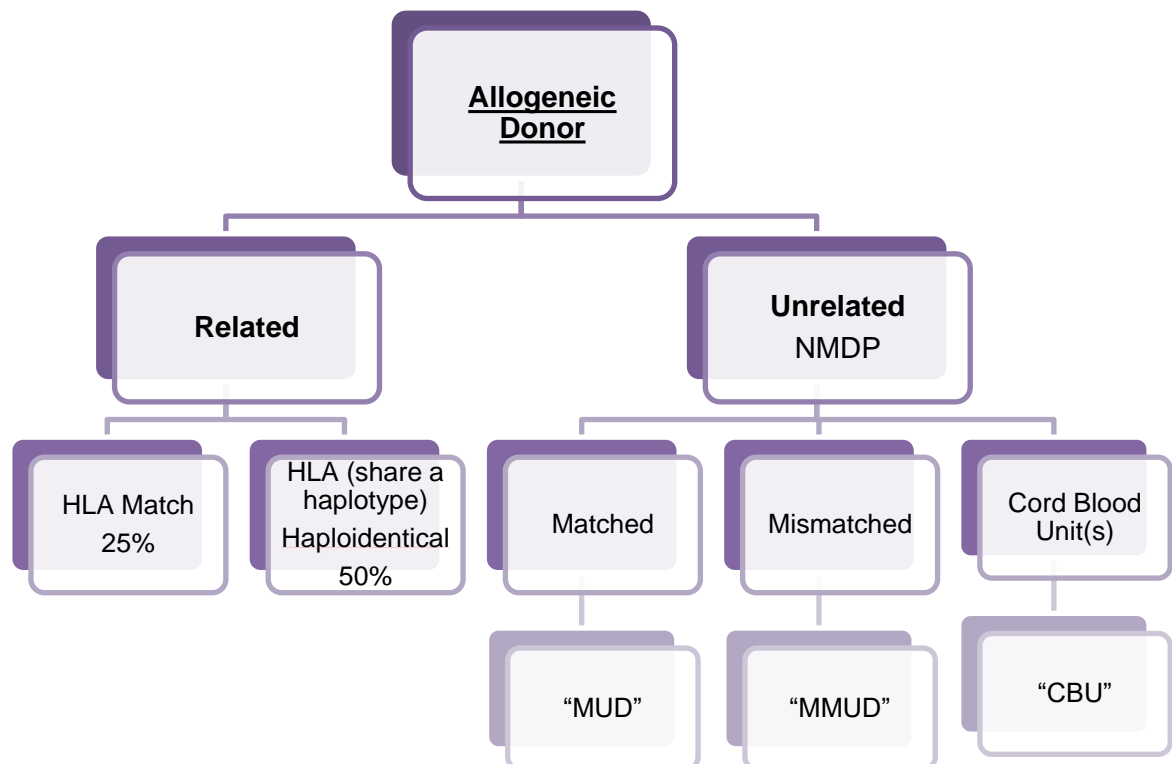 Allogeneic
Donor
Related
Unrelated
NMDP
HLA Match
25%
HLA (share a
haplotype)
Haploidentical
50%
Matched
Mismatched
Cord Blood
Unit(s)
“MUD”
“MMUD”
“CBU”